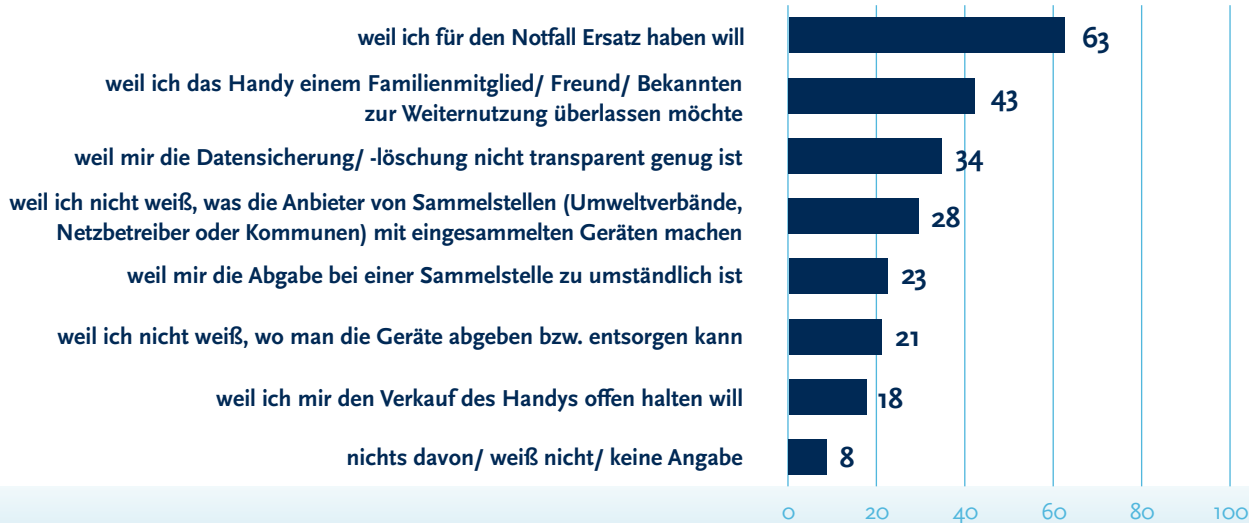 weil ich für den Notfall Ersatz haben will 63
weil ich das Handy einem Familienmitglied/ Freund/ Bekannten
zur Weiternutzung überlassen möchte 43
weil mir die Datensicherung/ -löschung nicht transparent genug ist 34
weil ich nicht weiß, was die Anbieter von Sammelstellen (Umweltverbände,
Netzbetreiber oder Kommunen) mit eingesammelten Geräten machen 28
weil mir die Abgabe bei einer Sammelstelle zu umständlich ist 23
weil ich nicht weiß, wo man die Geräte abgeben bzw. entsorgen kann 21
weil ich mir den Verkauf des Handys offen halten will 18
nichts davon/ weiß nicht/ keine Angabe 8
0 20 40 60 80 100